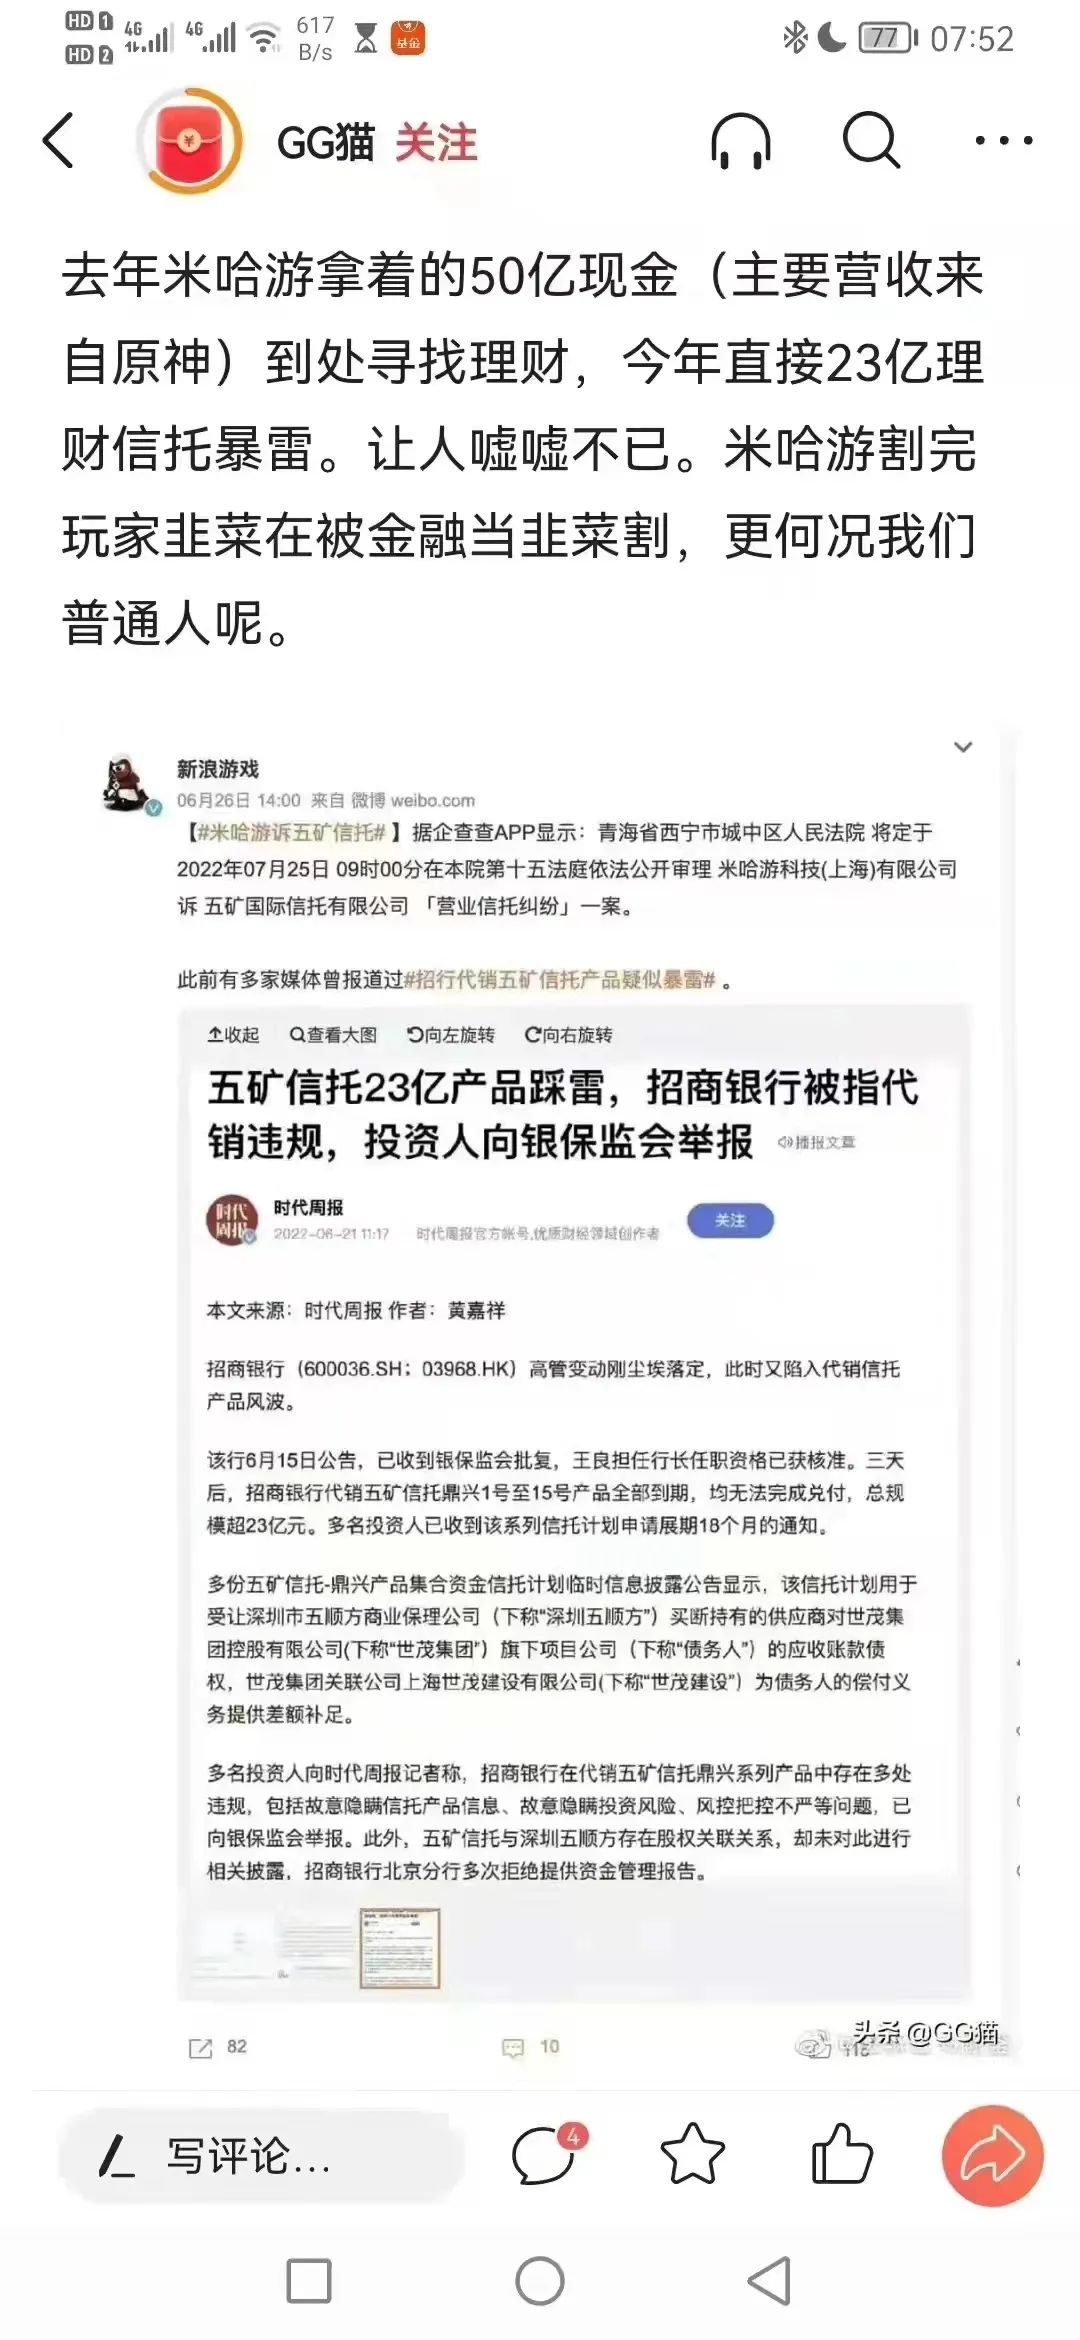 HD 1 4G 4G 617 77 07:52
HD 2 B/s 基金
GG猫 关注
去年米哈游拿着的50亿现金（主要营收来
自原神）到处寻找理财，今年直接23亿理
财信托暴雷。让人嘘嘘不已。米哈游割完
玩家韭菜在被金融当韭菜割，更何况我们
普通人呢。
新浪游戏
06月26日 14:00 来自 微博 weibo.com
【#米哈游诉五矿信托# 】据企查查APP显示：青海省西宁市城中区人民法院 将定于
2022年07月25日 09时00分在本院第十五法庭依法公开审理 米哈游科技(上海)有限公司
诉 五矿国际信托有限公司 「营业信托纠纷」一案。
此前有多家媒体曾报道过#招行代销五矿信托产品疑似暴雷# 。
收起 查看大图 向左旋转 向右旋转
五矿信托23亿产品踩雷，招商银行被指代
销违规，投资人向银保监会举报 播报文章
时代周报
时代周报
2022-06-21 11:17 时代周报官方帐号,优质财经领域创作者
关注
本文来源：时代周报 作者：黄嘉祥
招商银行（600036.SH；03968.HK）高管变动刚尘埃落定，此时又陷入代销信托
产品风波。
该行6月15日公告，已收到银保监会批复，王良担任行长任职资格已获核准。三天
后，招商银行代销五矿信托鼎兴1号至15号产品全部到期，均无法完成兑付，总规
模超23亿元。多名投资人已收到该系列信托计划申请展期18个月的通知。
多份五矿信托-鼎兴产品集合资金信托计划临时信息披露公告显示，该信托计划用于
受让深圳市五顺方商业保理公司（下称“深圳五顺方”）买断持有的供应商对世茂集
团控股有限公司(下称“世茂集团”）旗下项目公司（下称“债务人”）的应收账款债
权，世茂集团关联公司上海世茂建设有限公司(下称“世茂建设”）为债务人的偿付义
务提供差额补足。
多名投资人向时代周报记者称，招商银行在代销五矿信托鼎兴系列产品中存在多处
违规，包括故意隐瞒信托产品信息、故意隐瞒投资风险、风控把控不严等问题，已
向银保监会举报。此外，五矿信托与深圳五顺方存在股权关联关系，却未对此进行
相关披露，招商银行北京分行多次拒绝提供资金管理报告。
82 10
头条 @GG猫
写评论... 4